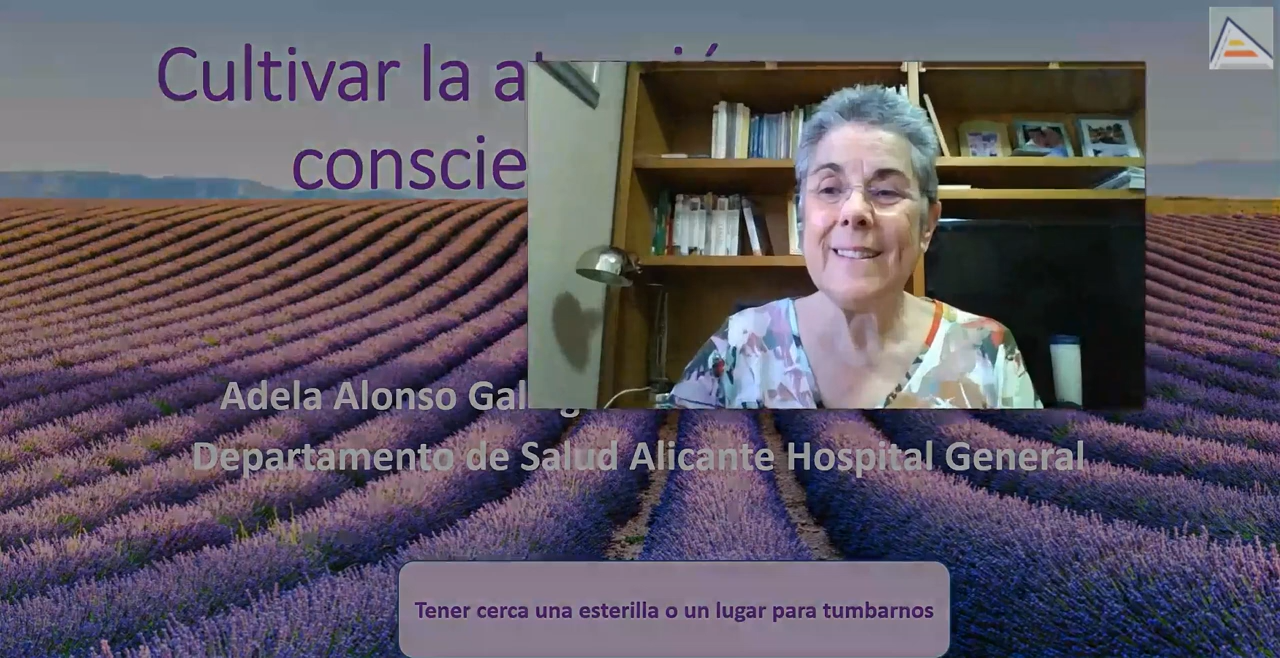 Cultivar la
conscie
Adela Alonso
Departamento de Salud Alicante Hospital General
Tener cerca una esterilla o un lugar para tumbarnos